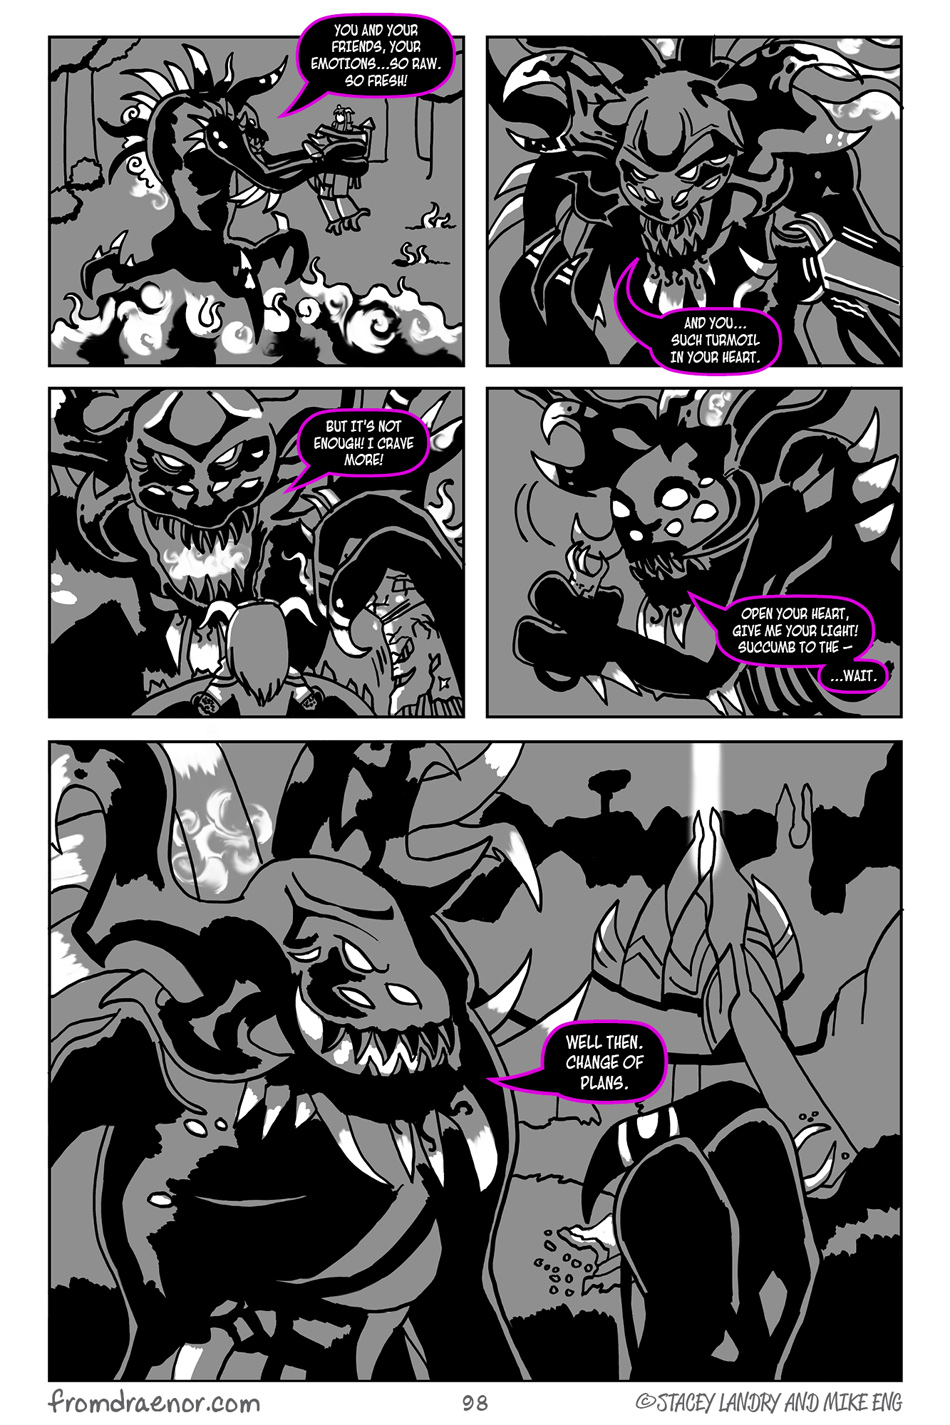 YOU AND YOUR
FRIENDS, YOUR
EMOTIONS...SO RAW.
SO FRESH!
AND YOU...
SUCH TURMOIL
IN YOUR HEART.
BUT IT'S NOT
ENOUGH! I CRAVE
MORE!
OPEN YOUR HEART,
GIVE ME YOUR LIGHT!
SUCCUMB TO THE —
...WAIT.
WELL THEN.
CHANGE OF
PLANS.
fromdraenor.com
98
©STACEY LANDRY AND MIKE ENG